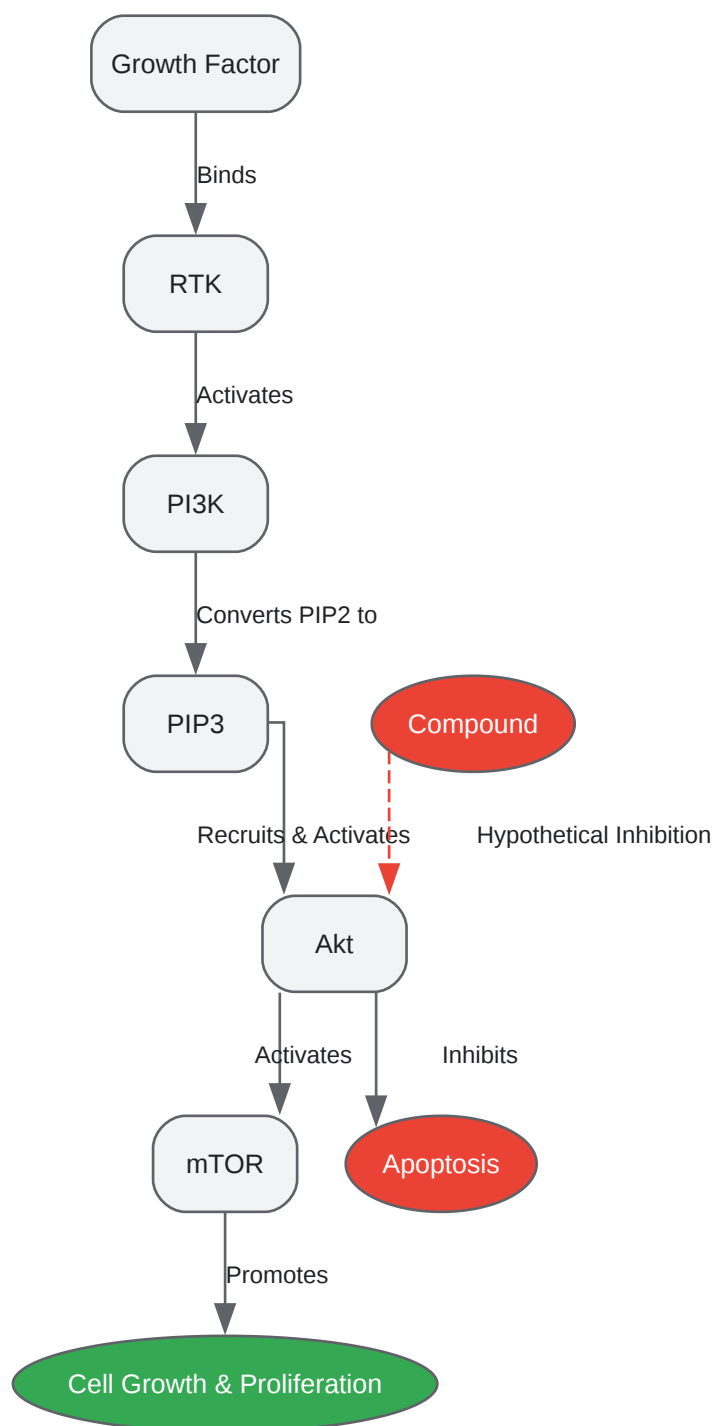 Growth Factor
Binds
RTK
Activates
PI3K
Converts PIP2 to
PIP3
Compound
Recruits & Activates
Hypothetical Inhibition
Akt
Activates
Inhibits
mTOR
Apoptosis
Promotes
Cell Growth & Proliferation